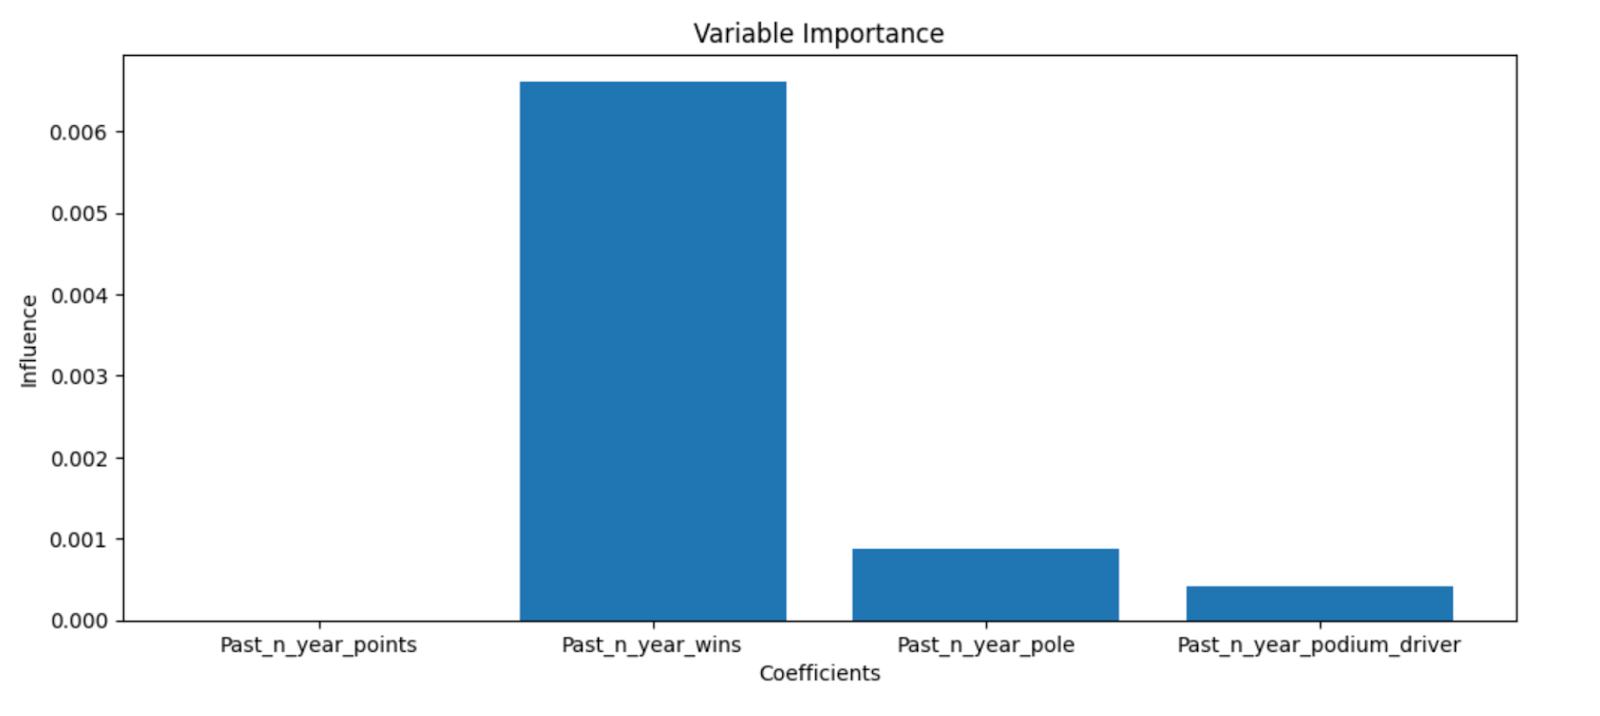 Variable Importance
Influence
0.006
0.005
0.004
0.003
0.002
0.001
0.000
Past_n_year_points Past_n_year_wins Past_n_year_pole Past_n_year_podium_driver
Coefficients